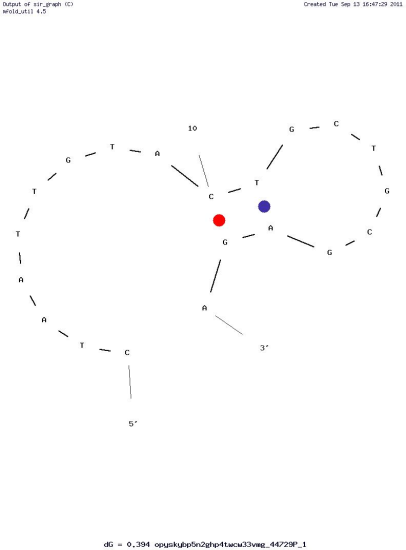 Output of sir_graph (C)
mfold_util 4.5
Created Tue Sep 13 16:47:29 2011
10
G
C
T
G
C
G
A
G
A
3'
T
C
A
T
G
T
T
A
A
T
C
5'
dG = 0.394 opyskybp5n2ghp4twcw33vmg_44729P_1